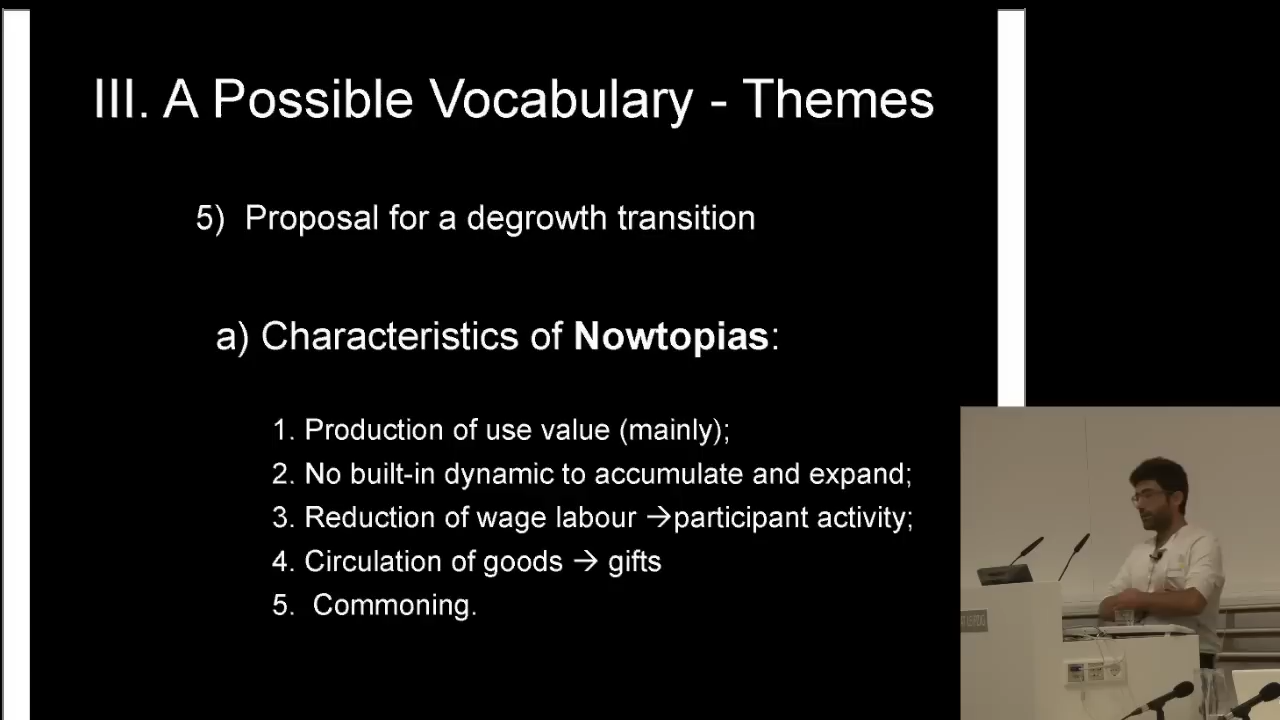 III. A Possible Vocabulary - Themes
5) Proposal for a degrowth transition
a) Characteristics of Nowtopias:
1. Production of use value (mainly);
2. No built-in dynamic to accumulate and expand;
3. Reduction of wage labour →participant activity;
4. Circulation of goods → gifts
5. Commoning.